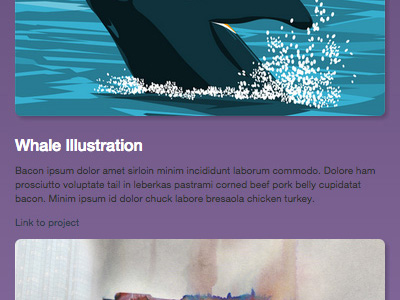 Whale Illustration
Bacon ipsum dolor amet sirloin minim incididunt laborum commodo. Dolore ham
prosciutto voluptate tail in leberkas pastrami corned beef pork belly cupidatat
bacon. Minim ipsum id dolor chuck labore bresaola chicken turkey.
Link to project